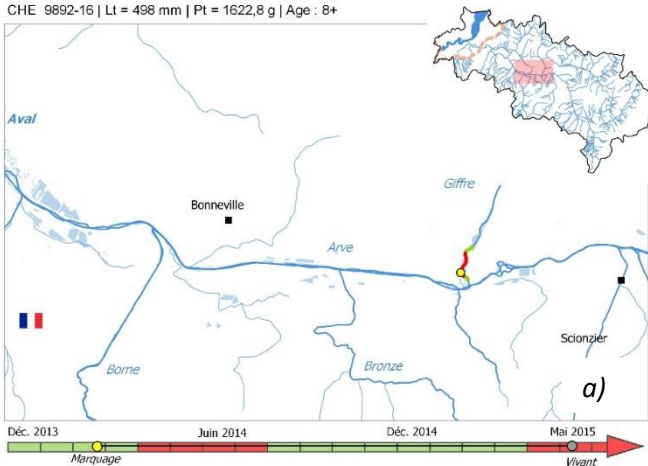 CHE 9892-16 | Lt = 498 mm | Pt = 1622,8 g | Age : 8+
Aval
Giffre
Bonneville
Arve
Scionzier
Borne
Bronze
a)
Déc. 2013 Juin 2014 Déc. 2014 Mai 2015
Marquage Vivant